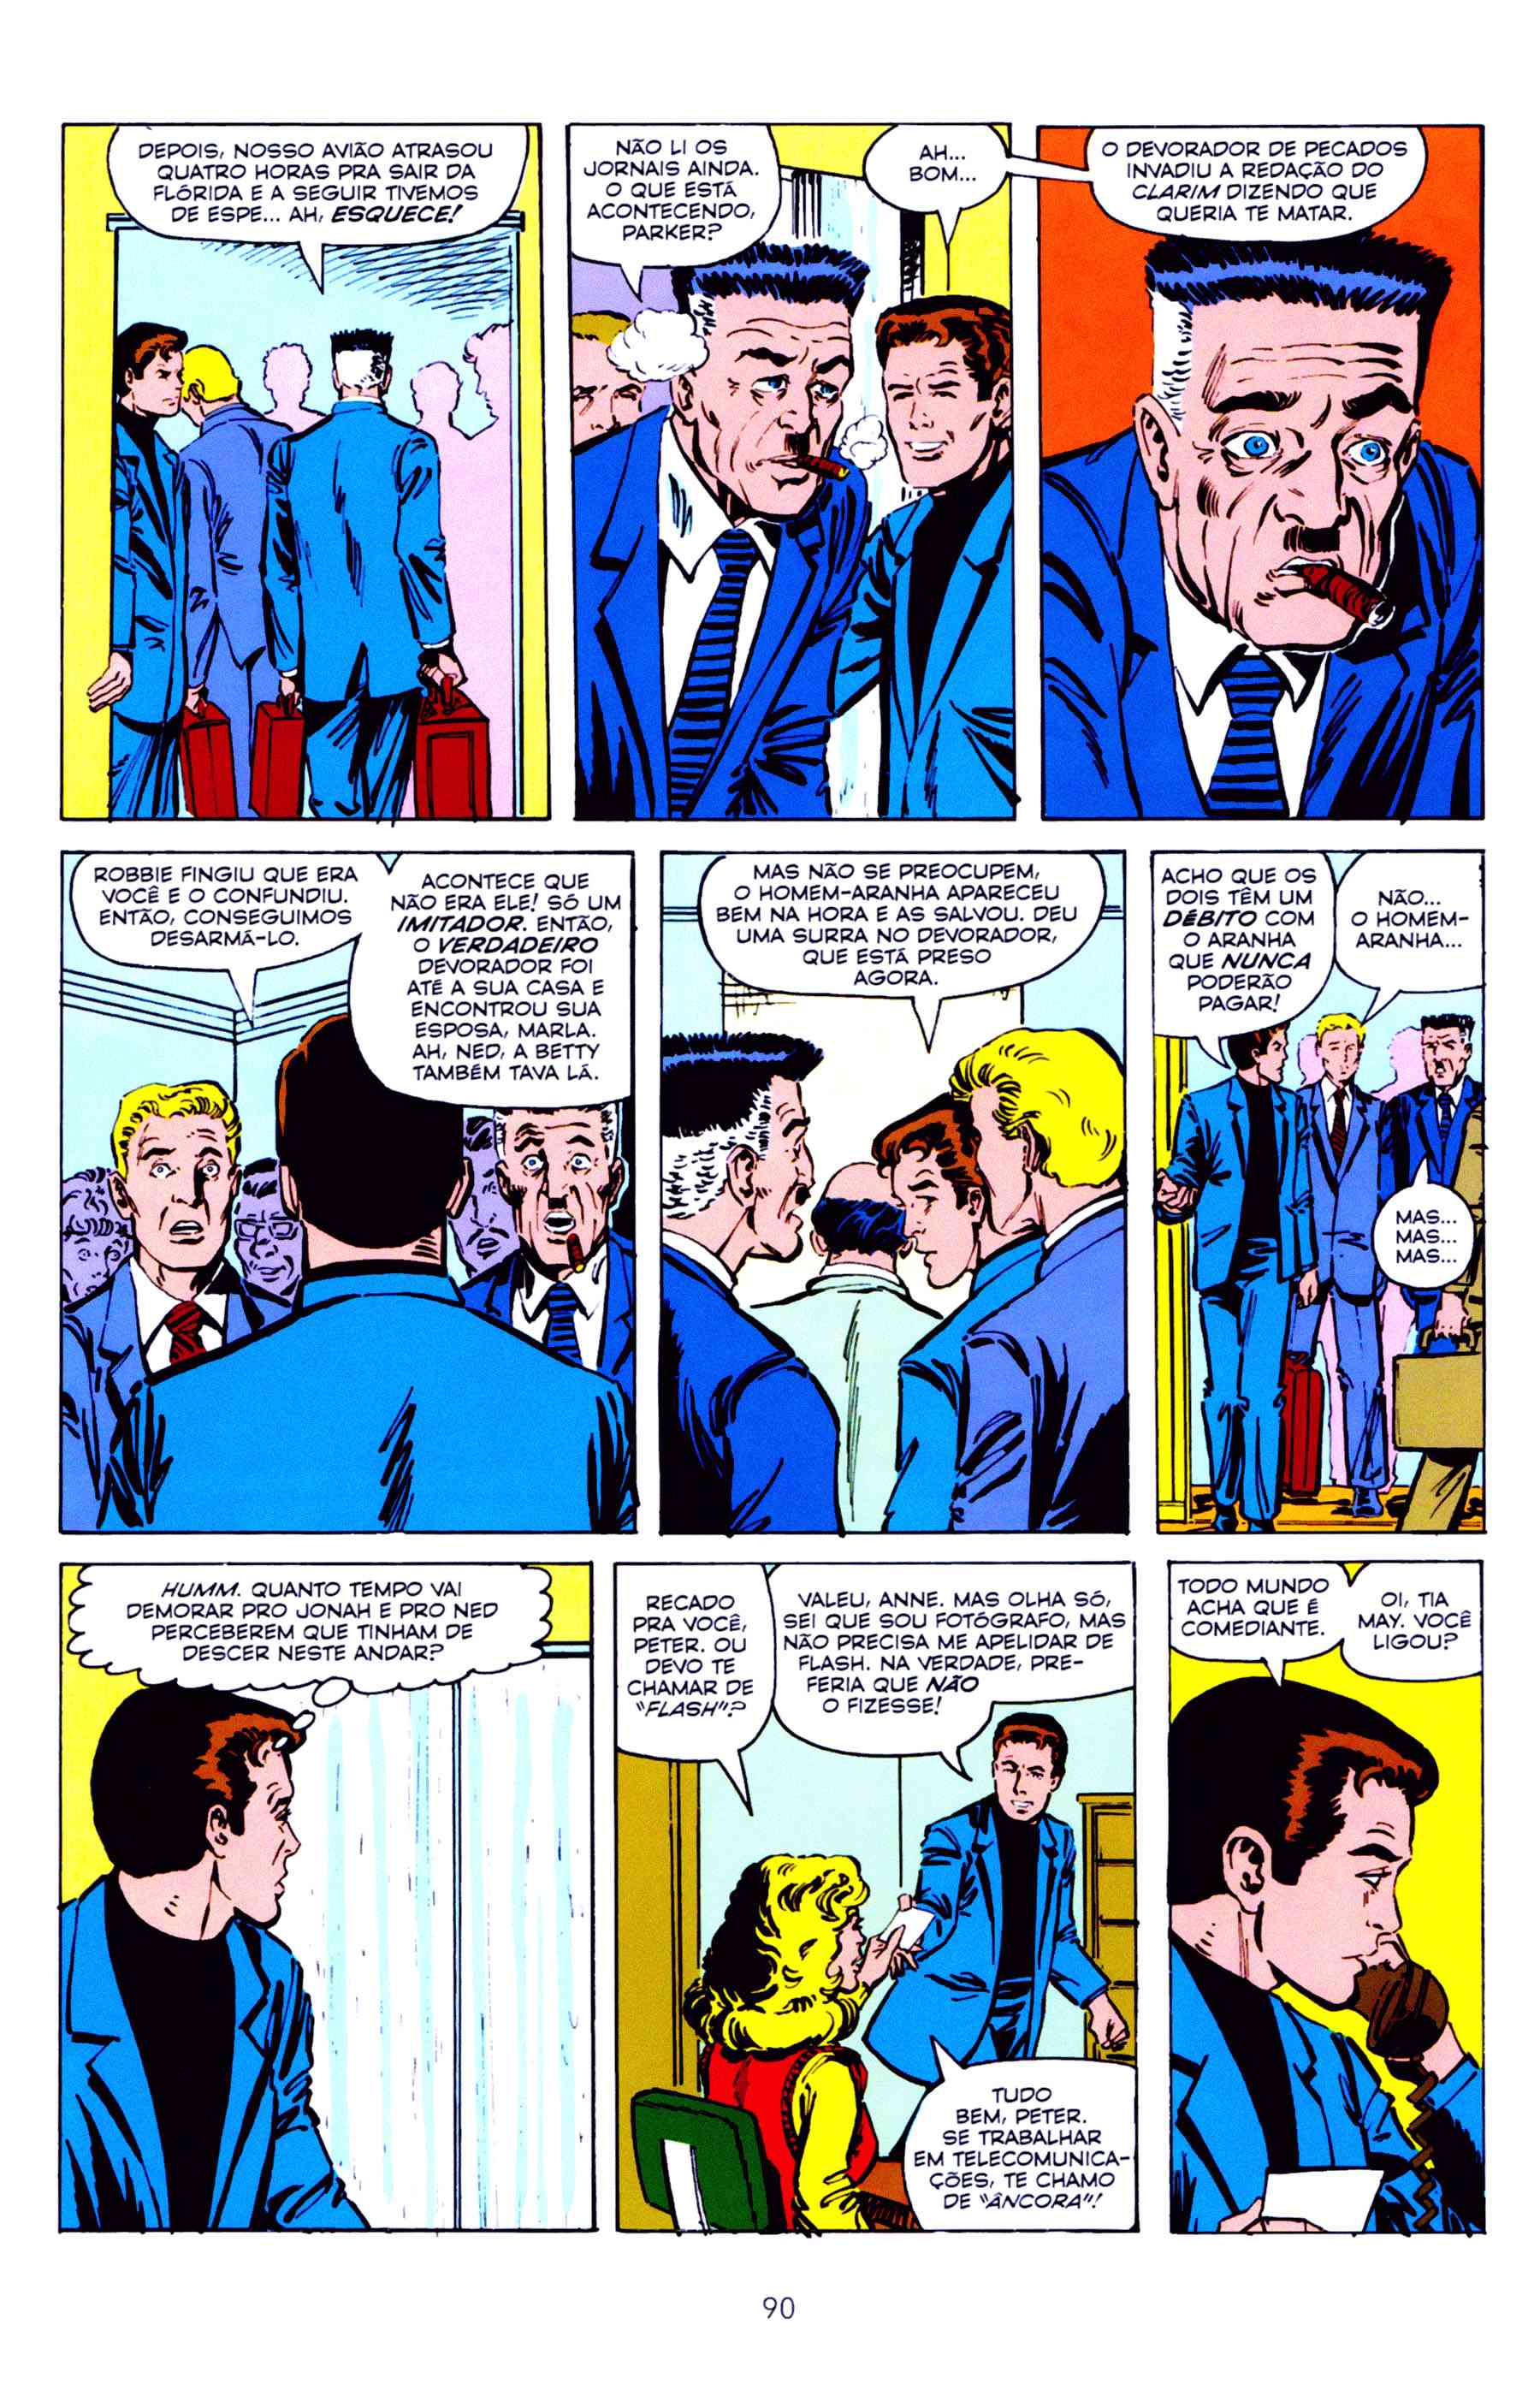 DEPOIS, NOSSO AVIÃO ATRASOU
QUATRO HORAS PRA SAIR DA
FLÓRIDA E A SEGUIR TIVEMOS
DE ESPE... AH, ESQUECE!
NÃO LI OS
JORNAIS AINDA.
O QUE ESTÁ
ACONTECENDO,
PARKER?
AH...
BOM...
O DEVORADOR DE PECADOS
INVADIU A REDAÇÃO DO
CLARIM DIZENDO QUE
QUERIA TE MATAR.
ROBBIE FINGIU QUE ERA
VOCÊ E O CONFUNDIU.
ENTÃO, CONSEGUIMOS
DESARMÁ-LO.
ACONTECE QUE
NÃO ERA ELE! SÓ UM
IMITADOR. ENTÃO,
O VERDADEIRO
DEVORADOR FOI
ATÉ A SUA CASA E
ENCONTROU SUA
ESPOSA, MARLA.
AH, NED, A BETTY
TAMBÉM TAVA LÁ.
MAS NÃO SE PREOCUPEM,
O HOMEM-ARANHA APARECEU
BEM NA HORA E AS SALVOU. DEU
UMA SURRA NO DEVORADOR,
QUE ESTÁ PRESO
AGORA.
ACHO QUE OS
DOIS TÊM UM
DÉBITO COM
O ARANHA
QUE NUNCA
PODERÃO
PAGAR!
NÃO...
O HOMEM-
ARANHA...
MAS...
MAS...
MAS...
HUMM. QUANTO TEMPO VAI
DEMORAR PRO JONAH E PRO NED
PERCEBEREM QUE TINHAM DE
DESCER NESTE ANDAR?
RECADO
PRA VOCÊ,
PETER. OU
DEVO TE
CHAMAR DE
"FLASH"?
VALEU, ANNE. MAS OLHA SÓ,
SEI QUE SOU FOTÓGRAFO, MAS
NÃO PRECISA ME APELIDAR DE
FLASH. NA VERDADE, PRE-
FERIA QUE NÃO
O FIZESSE!
TUDO
BEM, PETER.
SE TRABALHAR
EM TELECOMUNICA-
ÇÕES, TE CHAMO
DE "ÂNCORA"!
TODO MUNDO
ACHA QUE É
COMEDIANTE.
OI, TIA
MAY. VOCÊ
LIGOU?
90